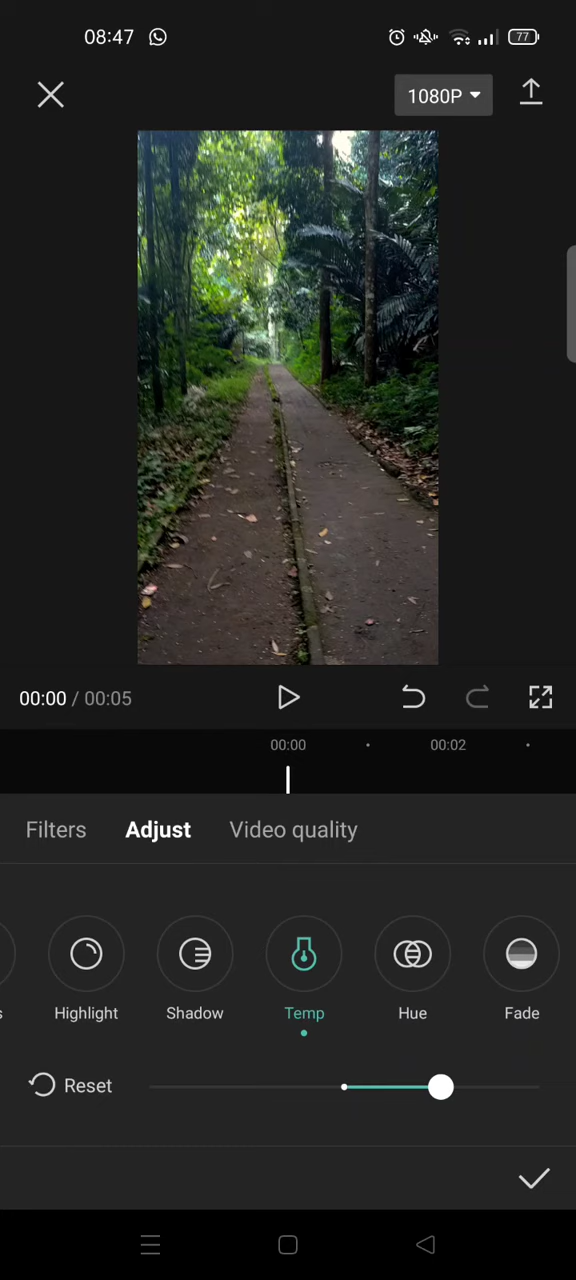 08:47
77
1080P
00:00 / 00:05
00:00
00:02
Filters
Adjust
Video quality
s
Highlight
Shadow
Temp
Hue
Fade
Reset